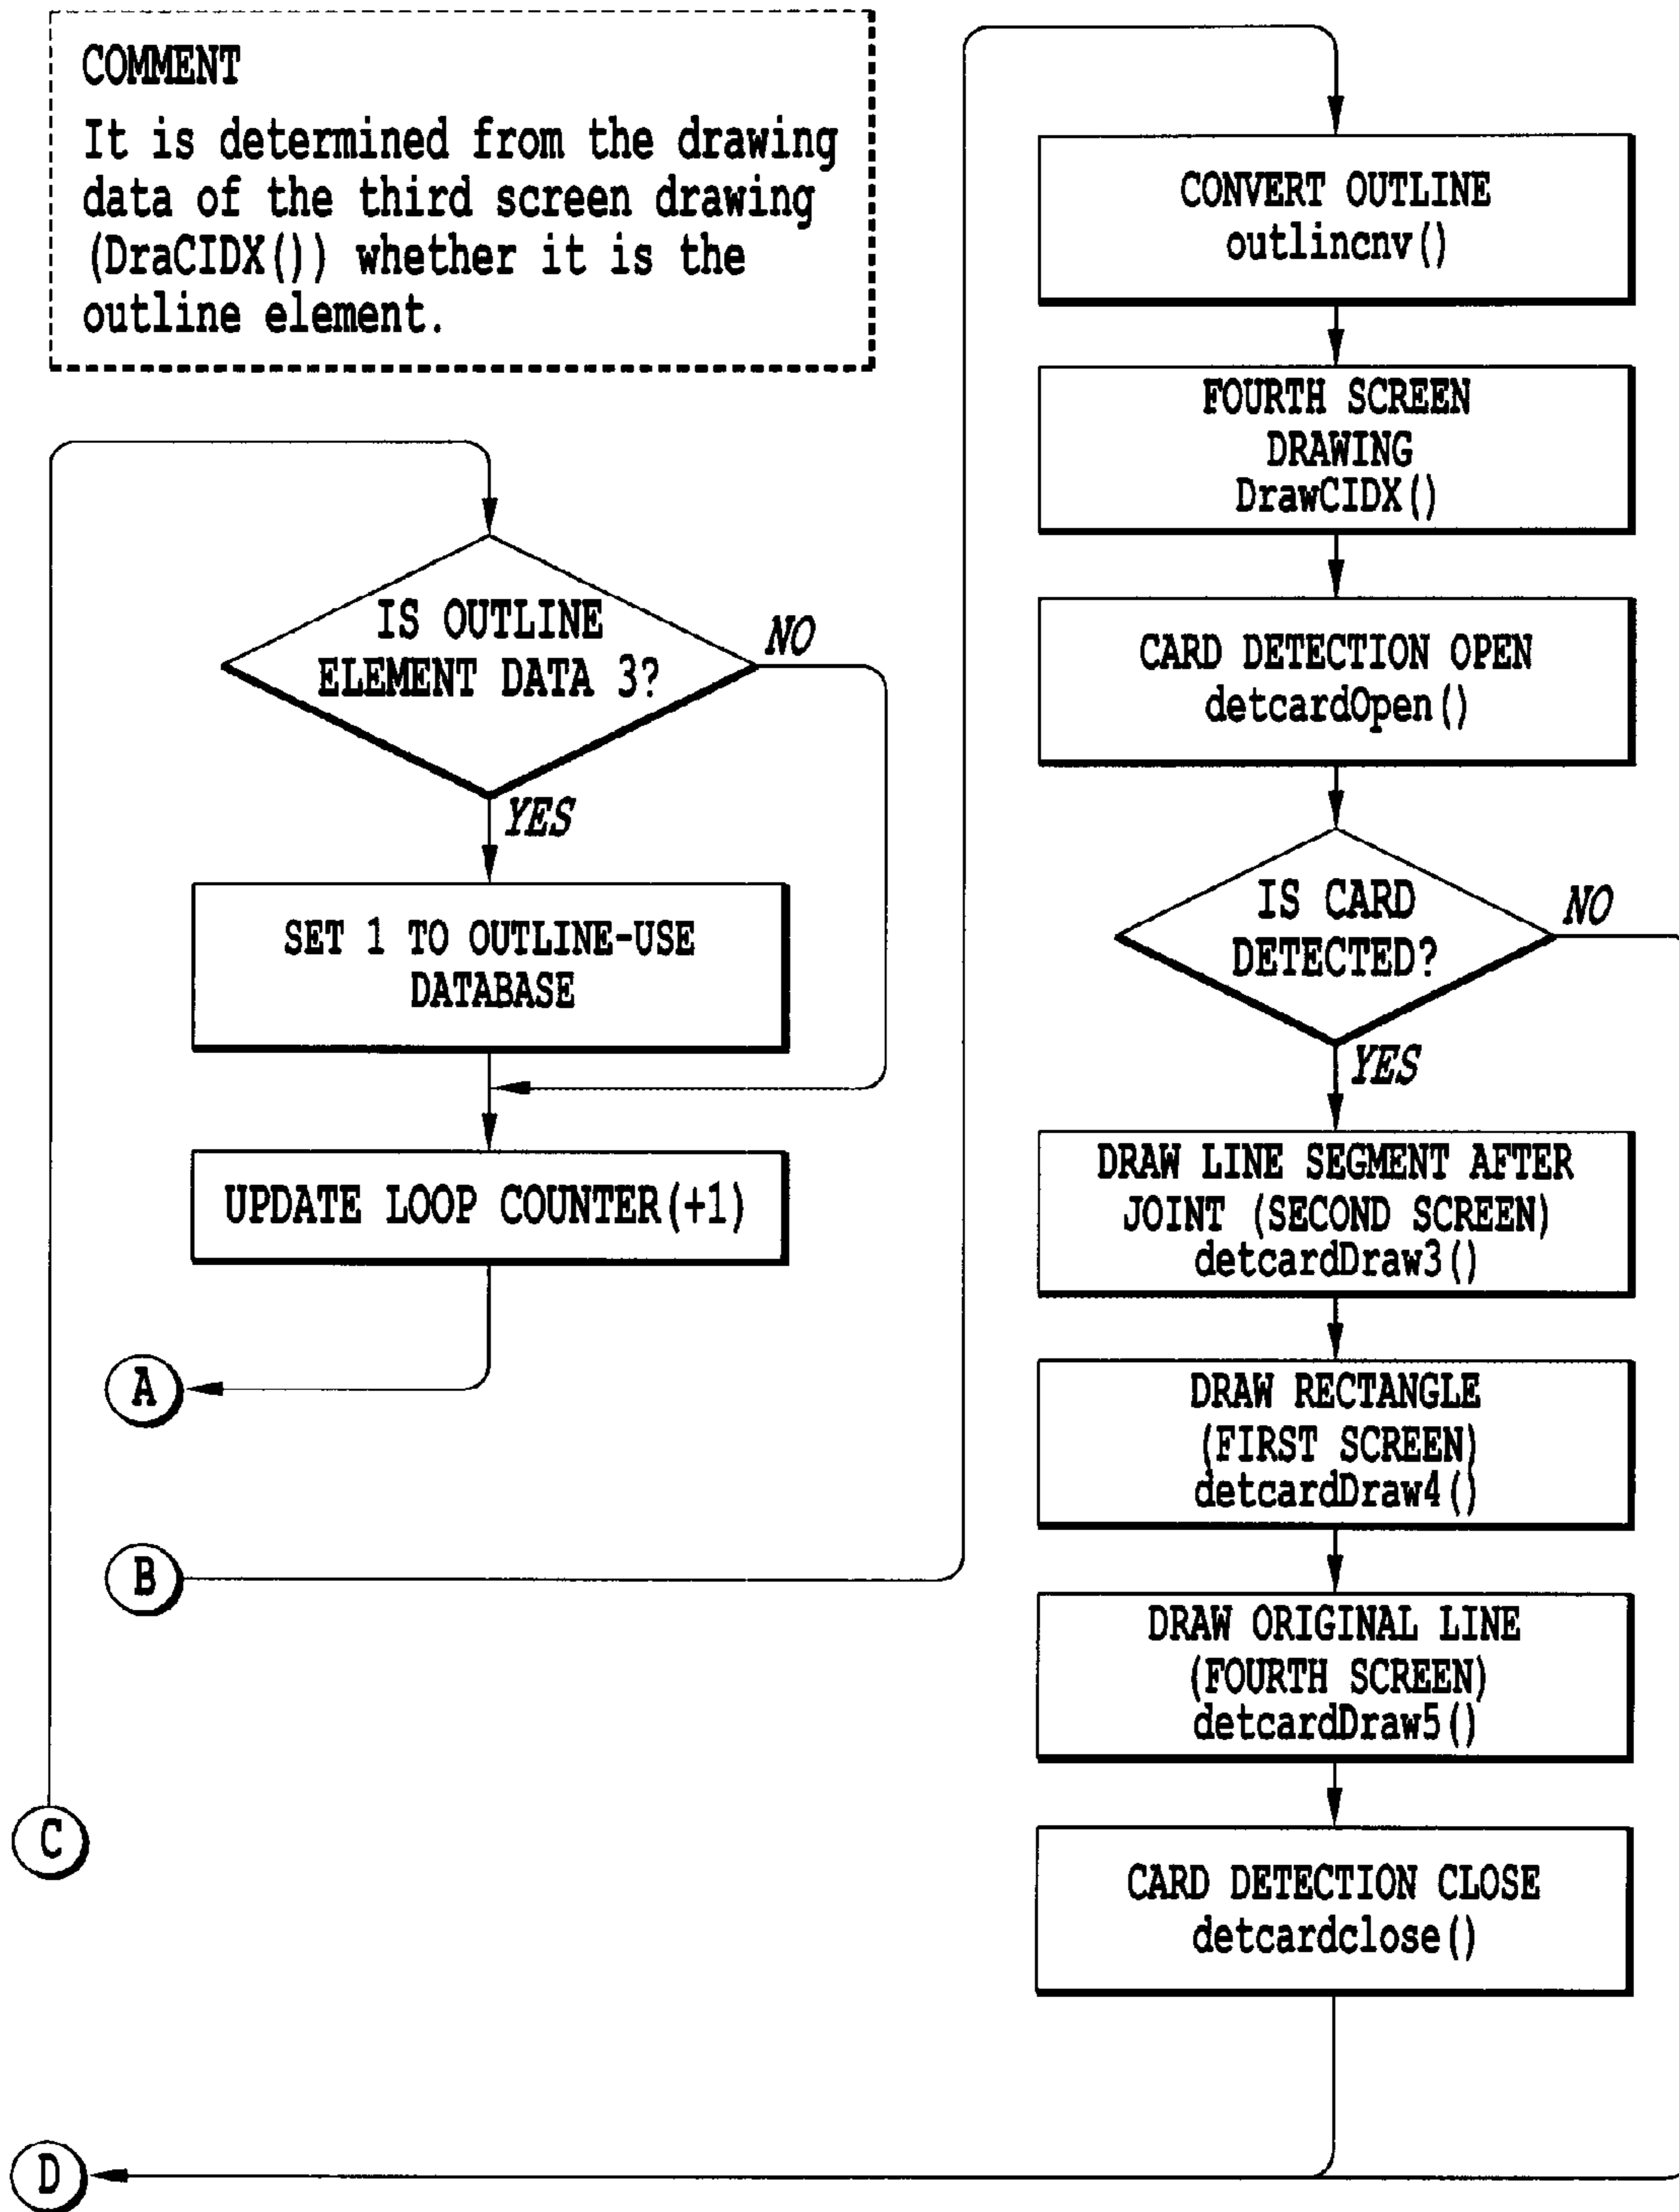 COMMENT
It is determined from the drawing
data of the third screen drawing
(DraCIDX()) whether it is the
outline element.
IS OUTLINE
ELEMENT DATA 3?
NO
YES
SET 1 TO OUTLINE-USE
DATABASE
UPDATE LOOP COUNTER(+1)
A
B
C
D
CONVERT OUTLINE
outlincnv()
FOURTH SCREEN
DRAWING
DrawCIDX()
CARD DETECTION OPEN
detcardOpen()
IS CARD
DETECTED?
NO
YES
DRAW LINE SEGMENT AFTER
JOINT (SECOND SCREEN)
detcardDraw3()
DRAW RECTANGLE
(FIRST SCREEN)
detcardDraw4()
DRAW ORIGINAL LINE
(FOURTH SCREEN)
detcardDraw5()
CARD DETECTION CLOSE
detcardclose()